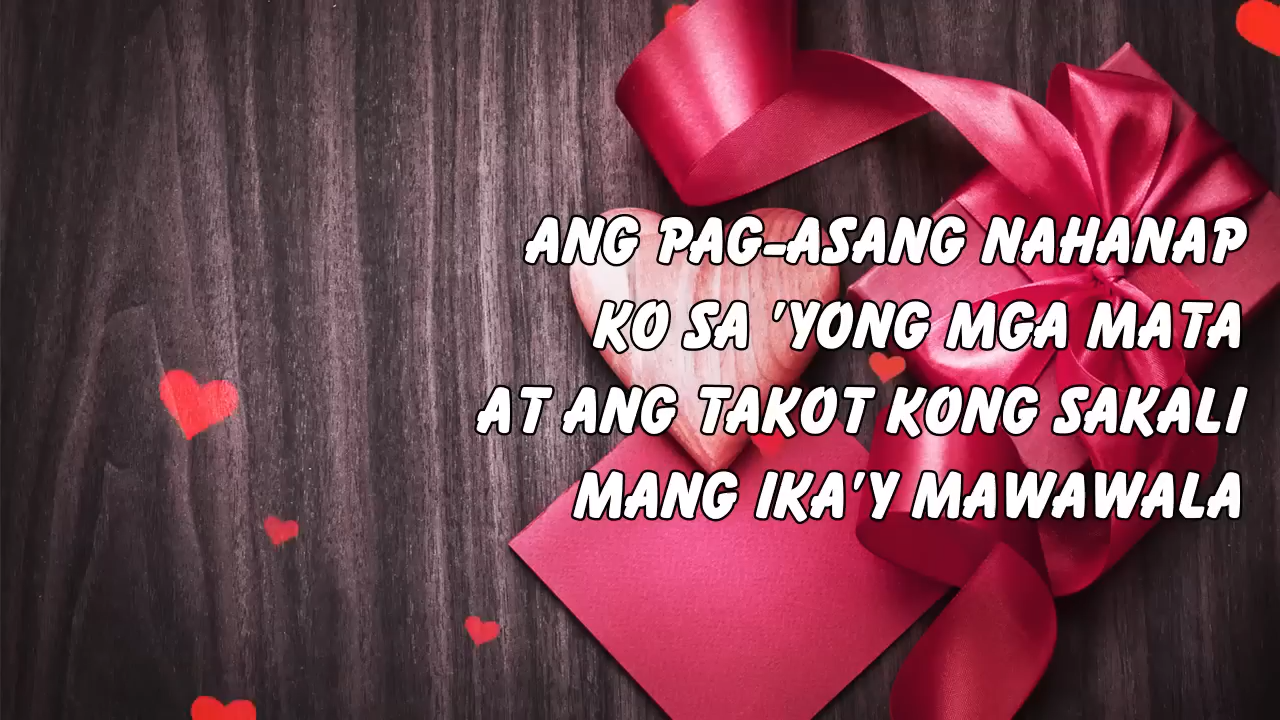 ANG PAG-ASANG NAHANAP
KO SA 'YONG MGA MATA
AT ANG TAKOT KONG SAKALI
MANG IKA'Y MAWAWALA